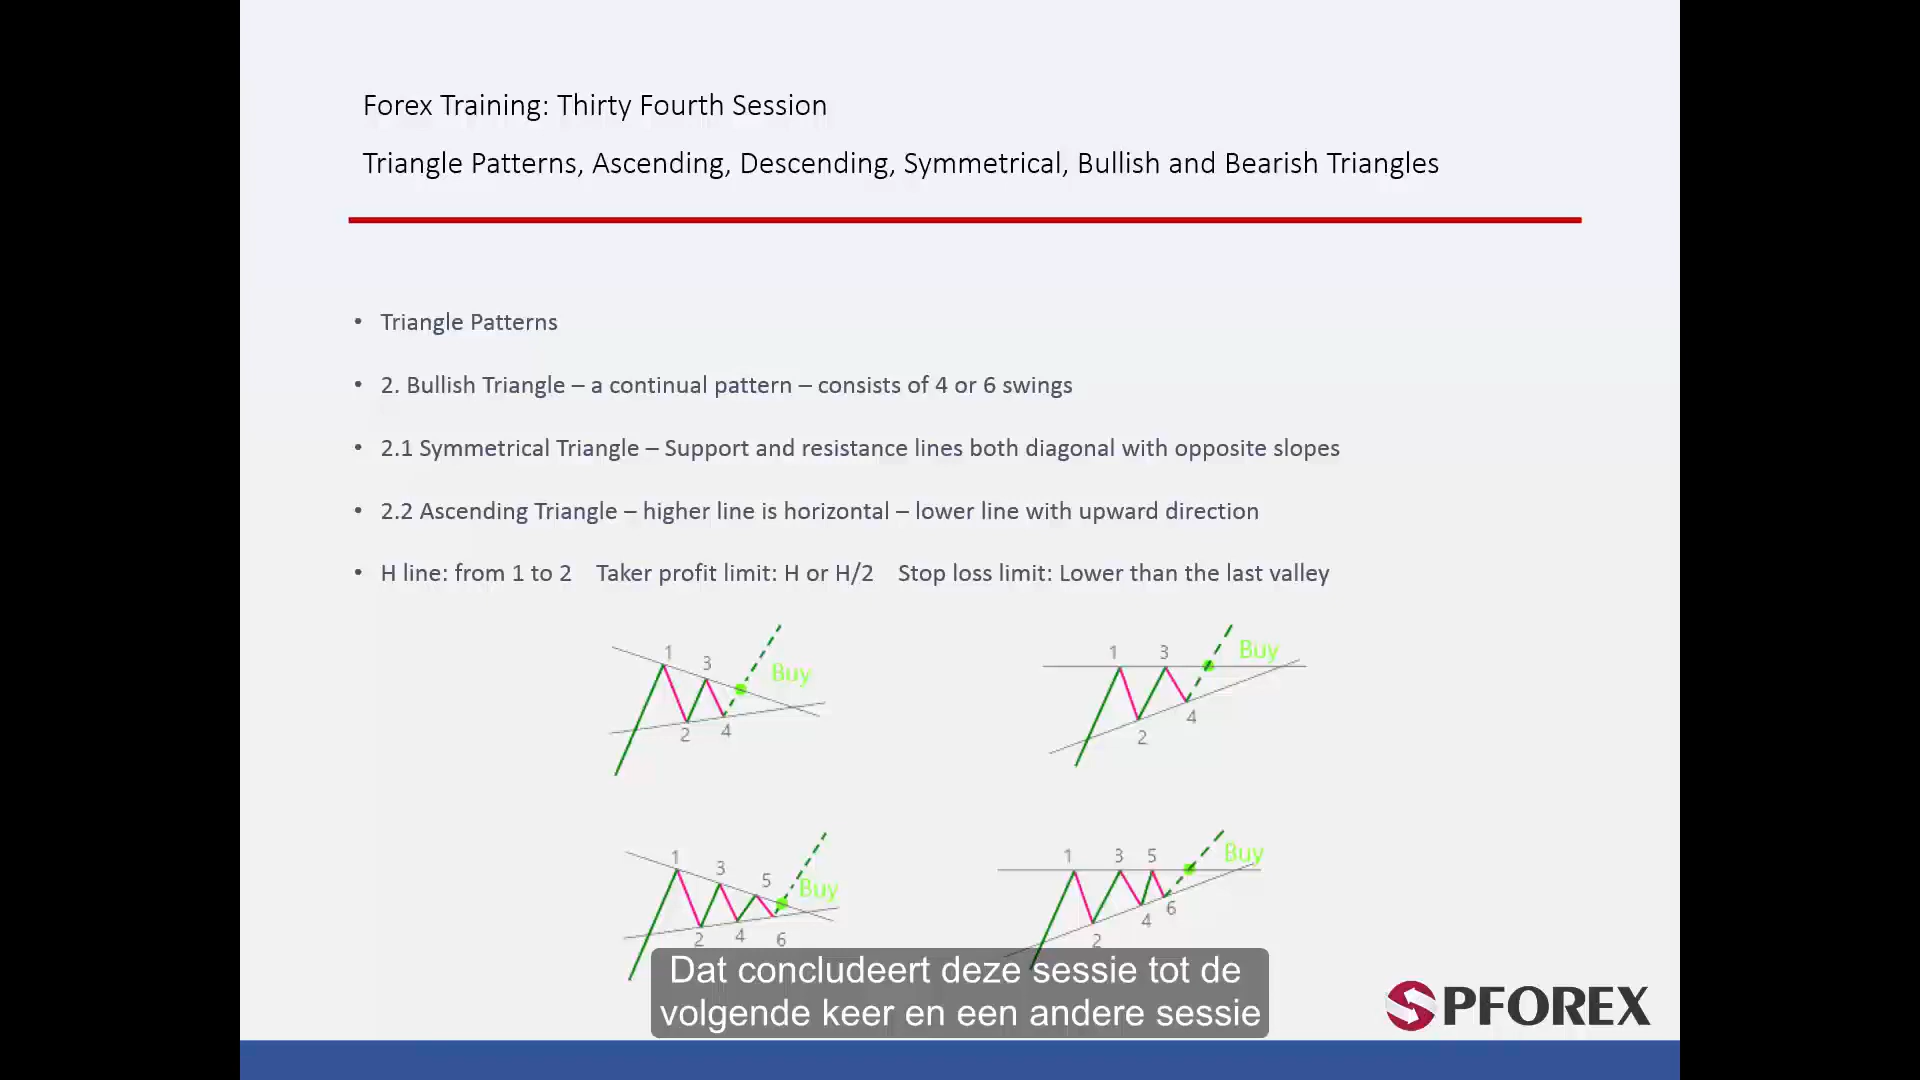 Forex Training: Thirty Fourth Session
Triangle Patterns, Ascending, Descending, Symmetrical, Bullish and Bearish Triangles
• Triangle Patterns
• 2. Bullish Triangle – a continual pattern – consists of 4 or 6 swings
• 2.1 Symmetrical Triangle – Support and resistance lines both diagonal with opposite slopes
• 2.2 Ascending Triangle – higher line is horizontal – lower line with upward direction
• H line: from 1 to 2 Taker profit limit: H or H/2 Stop loss limit: Lower than the last valley
1 3 Buy
2 4
1 3 Buy
2 4
1 3 5 Buy
2 4 6
1 3 5 Buy
2 4 6
Dat concludeert deze sessie tot de
volgende keer en een andere sessie
SPFOREX